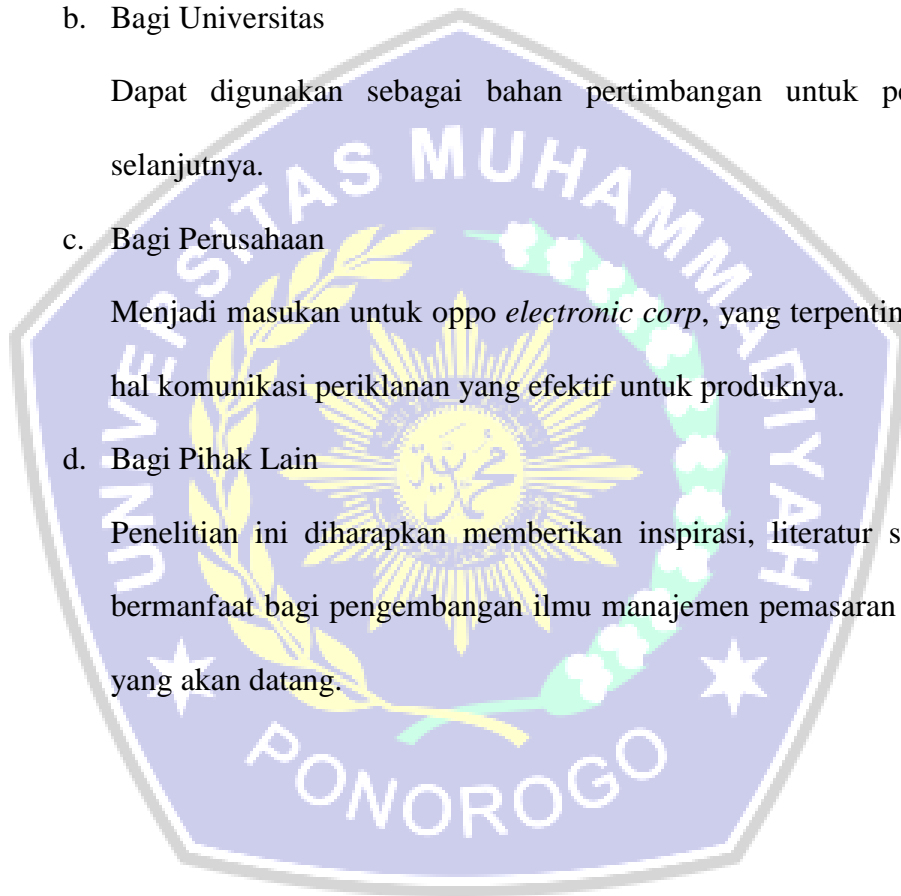 b. Bagi Universitas
Dapat digunakan sebagai bahan pertimbangan untuk
selanjutnya.
c. Bagi Perusahaan
Menjadi masukan untuk oppo electronic corp, yang
hal komunikasi periklanan yang efektif untuk produknya.
d. Bagi Pihak Lain
Penelitian ini diharapkan memberikan inspirasi, literatur
bermanfaat bagi pengembangan ilmu manajemen pemasaran
yang akan datang.
UNIVERSITAS MUHAMMADIYAH
PONOROGO